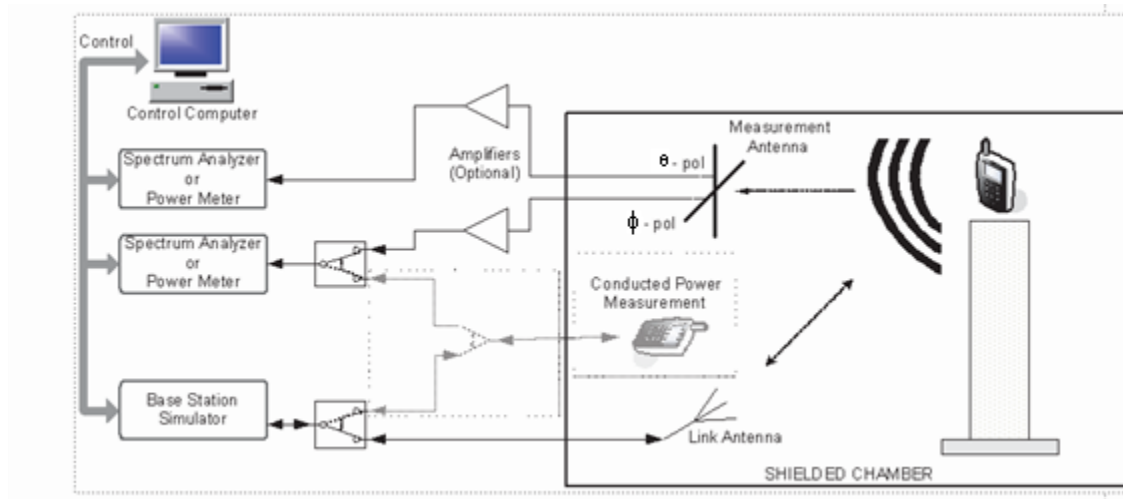 Control
Control Computer
Spectrum Analyzer
or
Power Meter
Amplifiers
(Optional)
Measurement
Antenna
θ - pol
ϕ - pol
Spectrum Analyzer
or
Power Meter
Conducted Power
Measurement
Base Station
Simulator
Link Antenna
SHIELDED CHAMBER